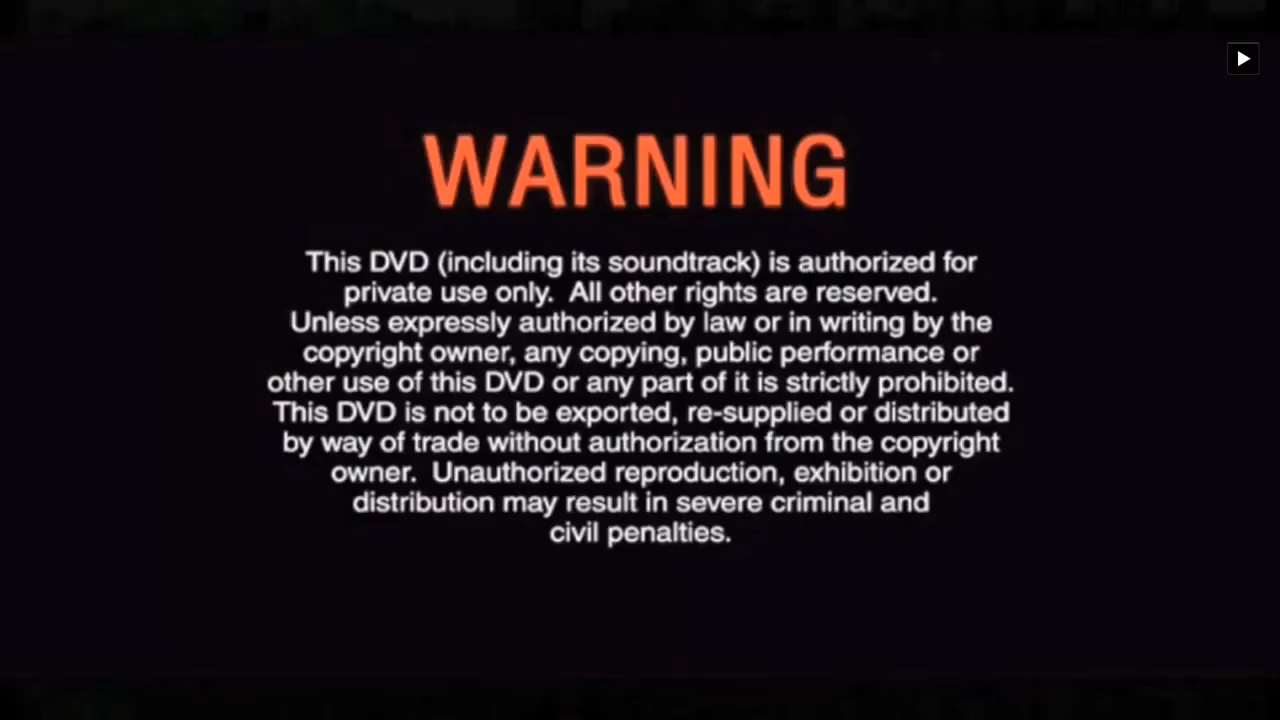 WARNING
This DVD (including its soundtrack) is authorized for
private use only.  All other rights are reserved.
Unless expressly authorized by law or in writing by the
copyright owner, any copying, public performance or
other use of this DVD or any part of it is strictly prohibited.
This DVD is not to be exported, re-supplied or distributed
by way of trade without authorization from the copyright
owner.  Unauthorized reproduction, exhibition or
distribution may result in severe criminal and
civil penalties.